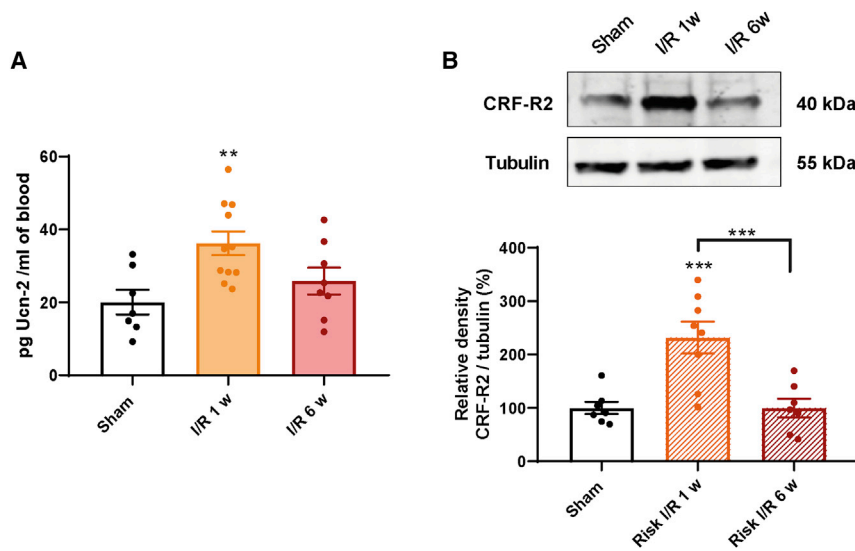 A
**
60
40
20
0
pg Ucn-2 /ml of blood
Sham
I/R 1 w
I/R 6 w
B
Sham
I/R 1w
I/R 6w
CRF-R2
40 kDa
Tubulin
55 kDa
400
300
200
100
0
Relative density
CRF-R2 / tubulin (%)
***
***
Sham
Risk I/R 1 w
Risk I/R 6 w